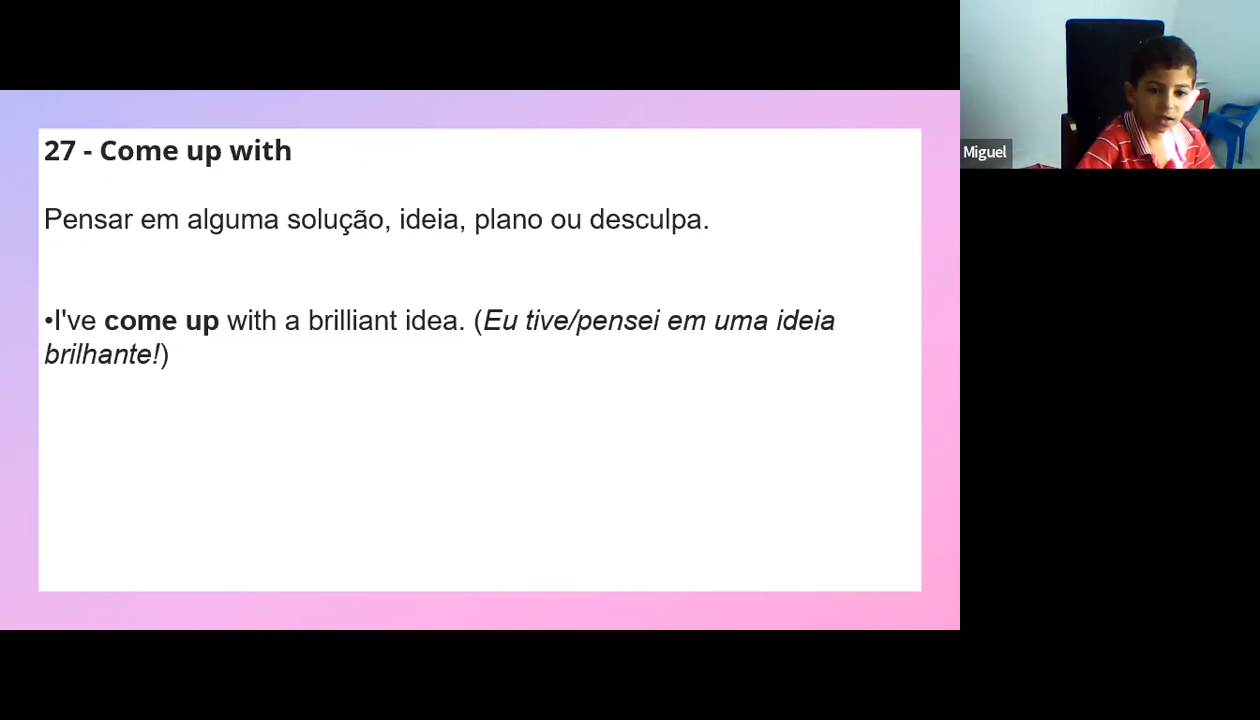 27 - Come up with
Pensar em alguma solução, ideia, plano ou desculpa.
•I've come up with a brilliant idea. (Eu tive/pensei em uma ideia
brilhante!)
Miguel